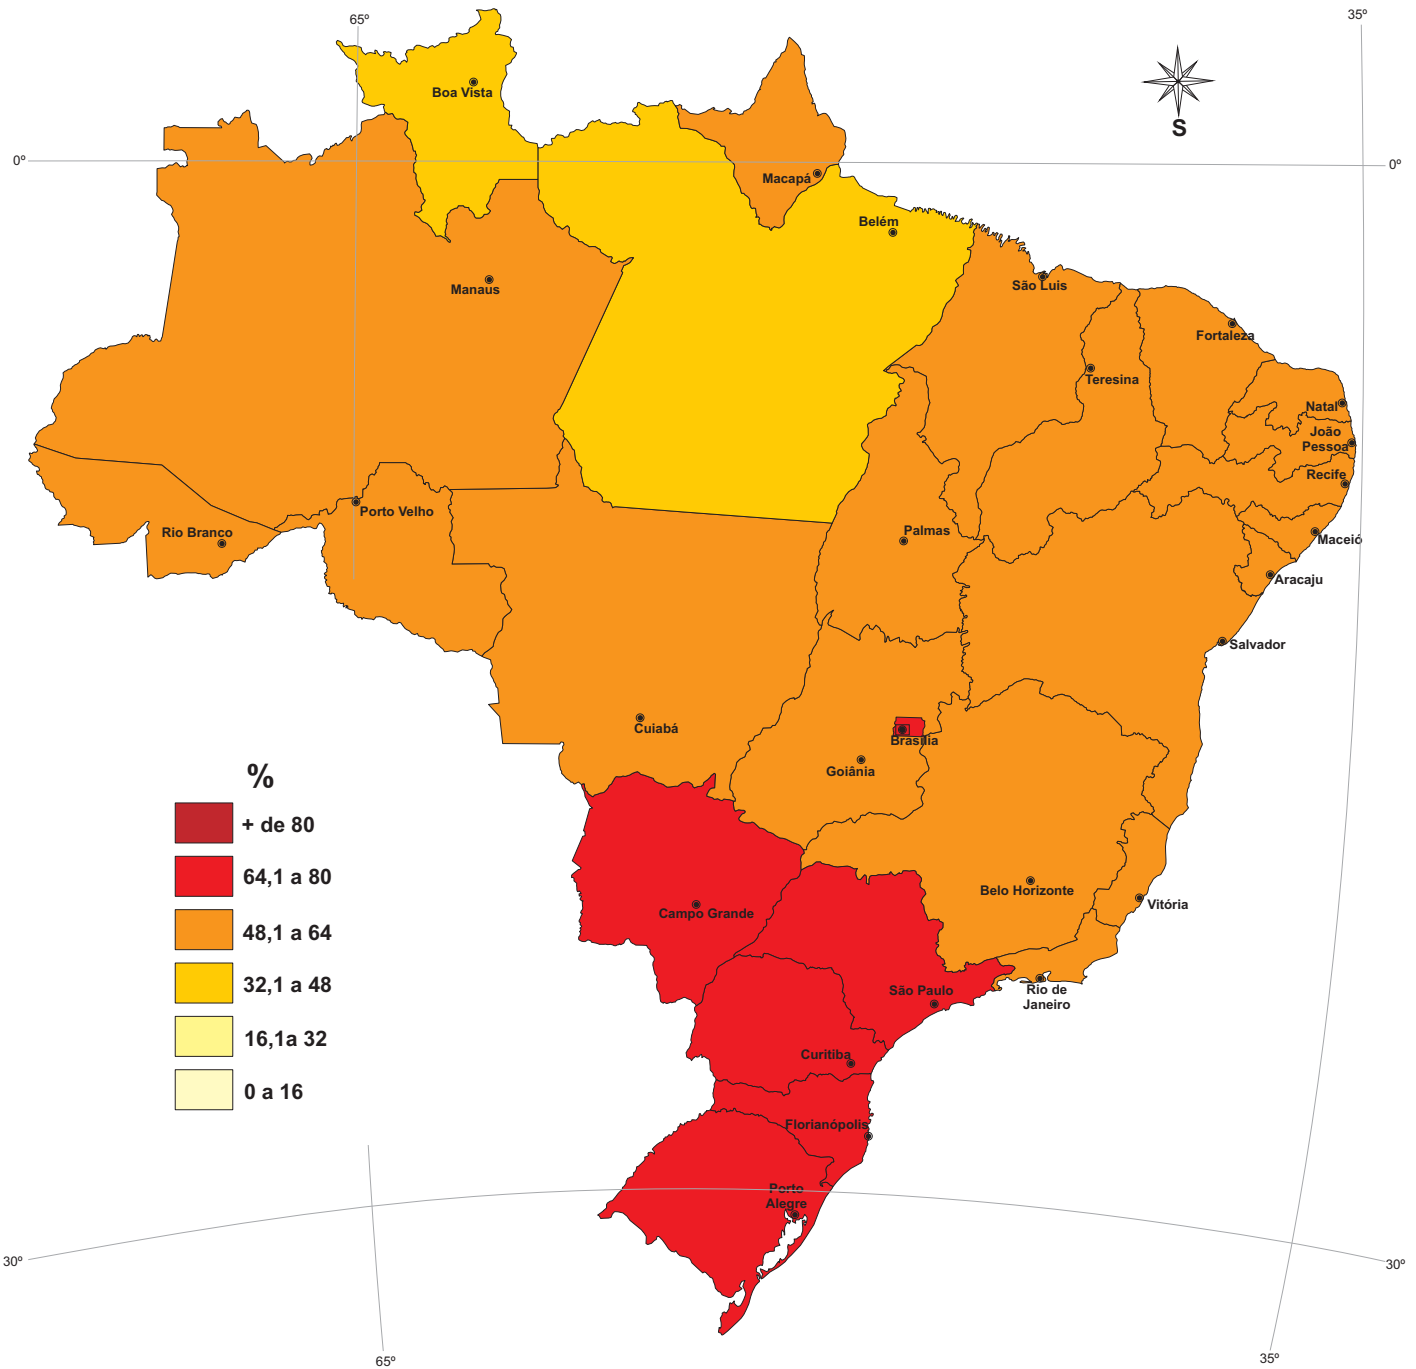 65º
35º
Boa Vista
S
0º
0º
Macapá
Belém
Manaus
São Luis
Fortaleza
Teresina
Natal
João
Pessoa
Recife
Porto Velho
Rio Branco
Palmas
Maceió
Aracaju
Salvador
Cuiabá
Brasília
Goiânia
%
+ de 80
64,1 a 80
48,1 a 64
32,1 a 48
16,1a 32
0 a 16
Belo Horizonte
Vitória
Campo Grande
São Paulo
Rio de
Janeiro
Curitiba
Florianópolis
Porto
Alegre
30º
30º
65º
35º